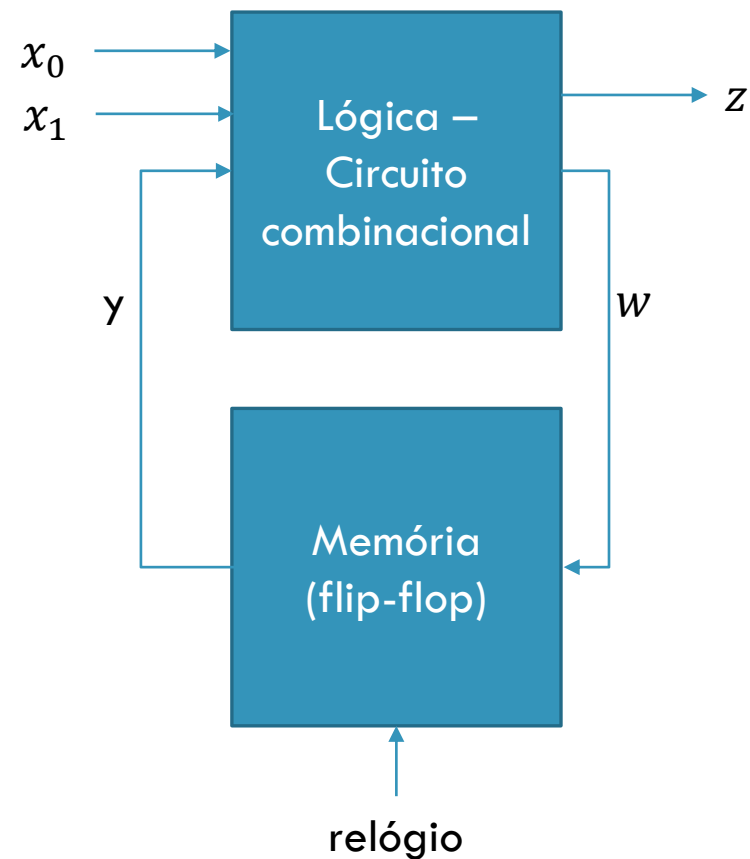 x₀
x₁
Lógica –
Circuito
combinacional
z
y
w
Memória
(flip-flop)
relógio